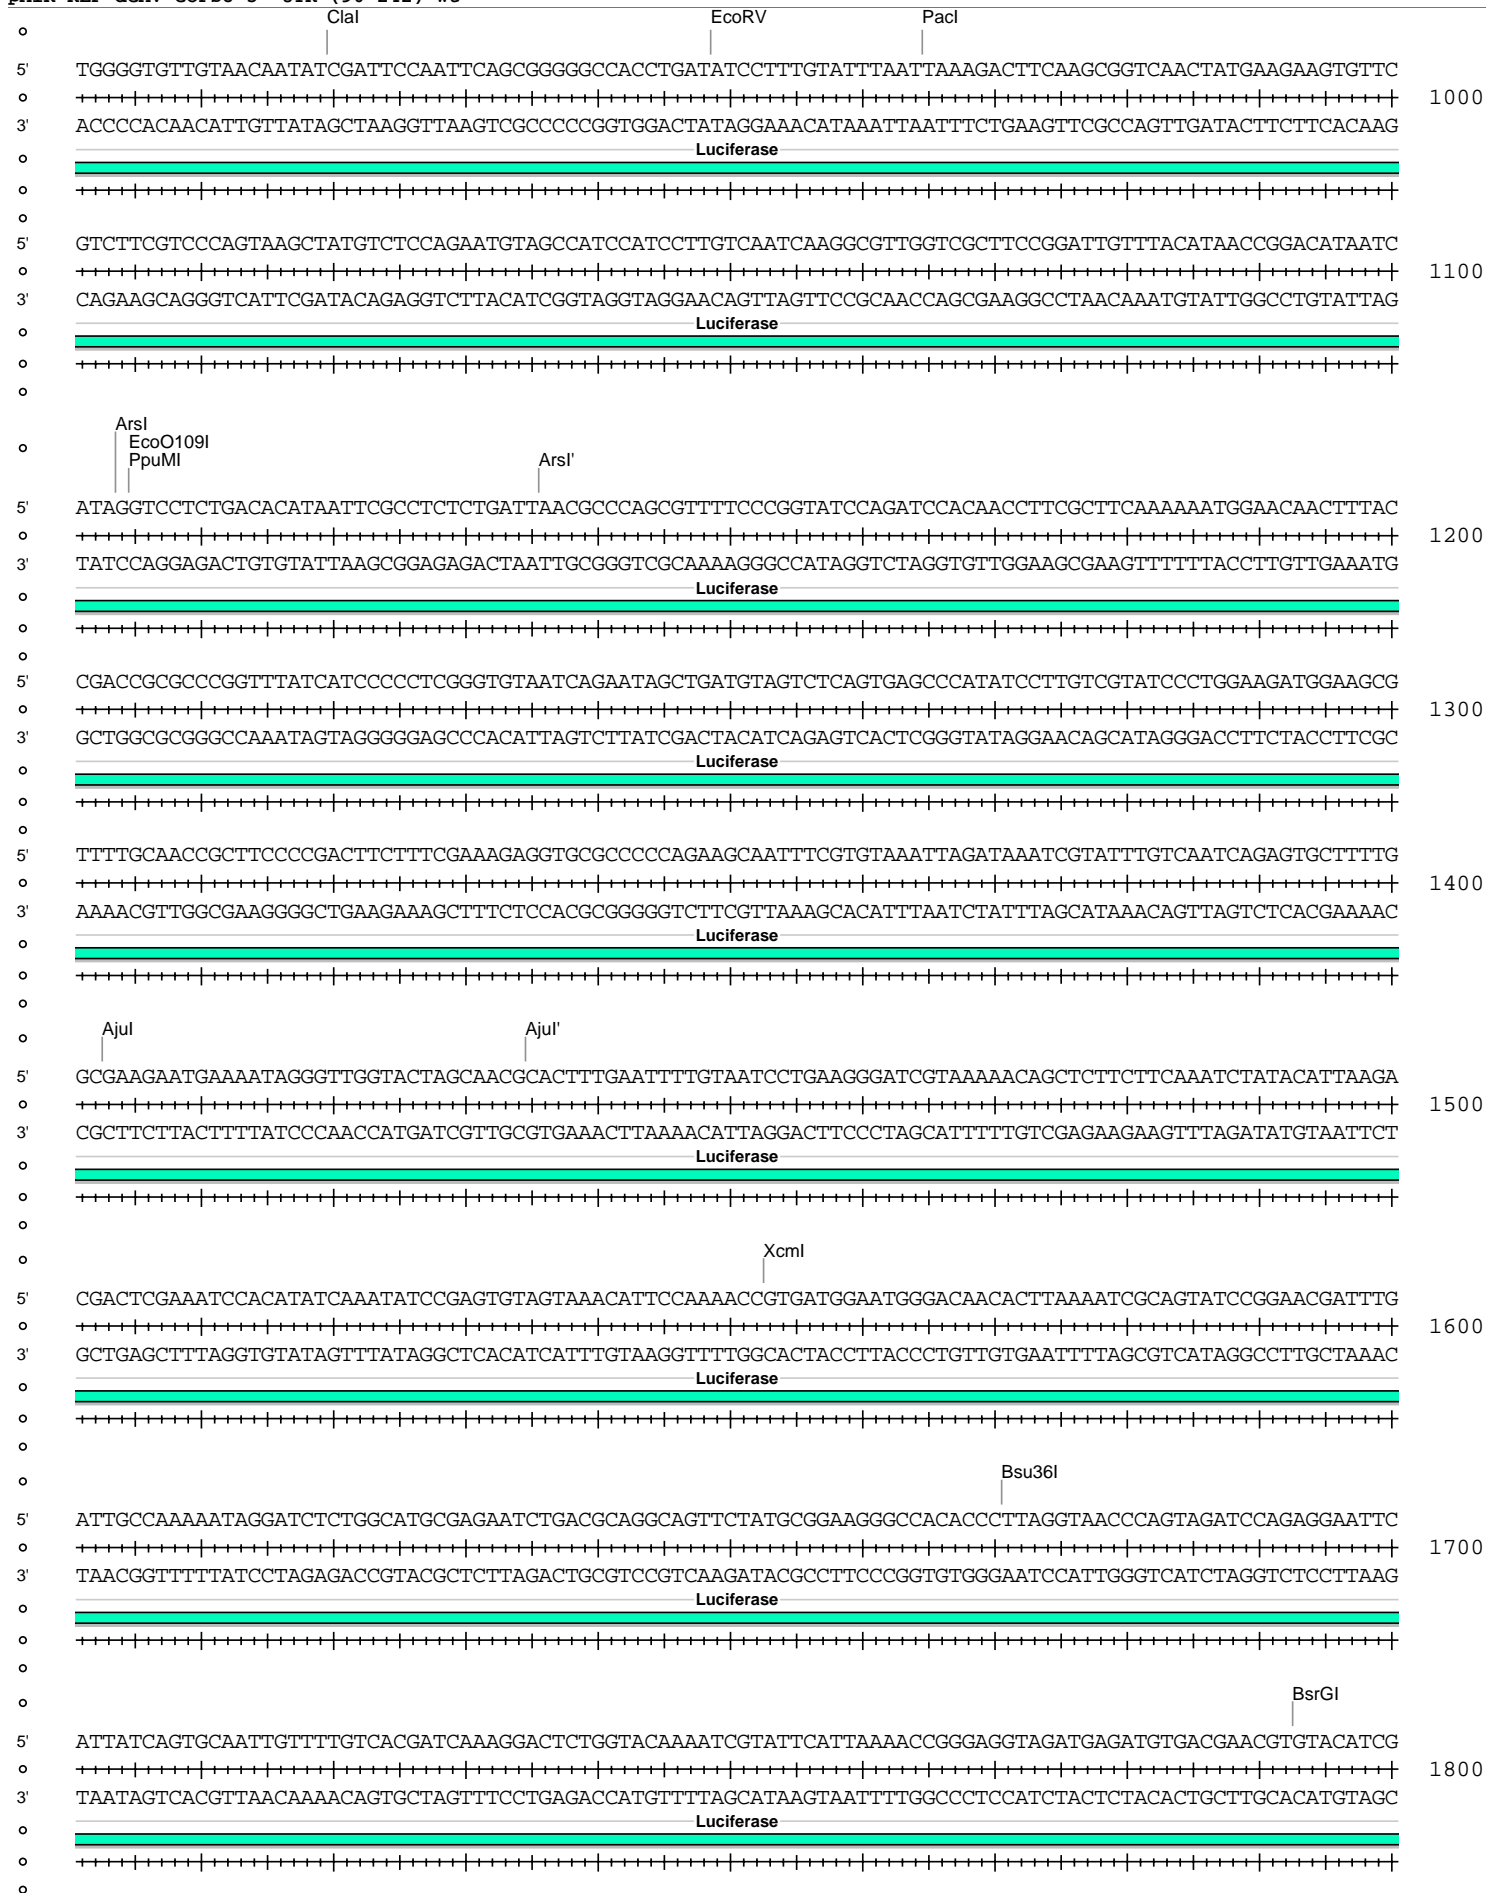 ClaI EcoRV PacI
5' TGGGGTGTTGTAACAATATCGATTCCAATTCAGCGGGGGCCACCTGATATCCTTTGTATTTAATTAAAGACTTCAAGCGGTCAACTATGAAGAAGTGTTC
1000
3' ACCCCACAACATTGTTATAGCTAAGGTTAAGTCGCCCCCGGTGGACTATAGGAAACATAAATTAATTTCTGAAGTTCGCCAGTTGATACTTCTTCACAAG
Luciferase
5' GTCTTCGTCCCAGTAAGCTATGTCTCCAGAATGTAGCCATCCATCCTTGTCAATCAAGGCGTTGGTCGCTTCCGGATTGTTTACATAACCGGACATAATC
1100
3' CAGAAGCAGGGTCATTCGATACAGAGGTCTTACATCGGTAGGTAGGAACAGTTAGTTCCGCAACCAGCGAAGGCCTAACAAATGTATTGGCCTGTATTAG
Luciferase
ArsI
EcoO109I
PpuMI ArsI'
5' ATAGGTCCTCTGACACATAATTCGCCTCTCTGATTAACGCCCAGCGTTTTCCCGGTATCCAGATCCACAACCTTCGCTTCAAAAAATGGAACAACTTTAC
1200
3' TATCCAGGAGACTGTGTATTAAGCGGAGAGACTAATTGCGGGTCGCAAAAGGGCCATAGGTCTAGGTGTTGGAAGCGAAGTTTTTTACCTTGTTGAAATG
Luciferase
5' CGACCGCGCCCGGTTTATCATCCCCCTCGGGTGTAATCAGAATAGCTGATGTAGTCTCAGTGAGCCCATATCCTTGTCGTATCCCTGGAAGATGGAAGCG
1300
3' GCTGGCGCGGGCCAAATAGTAGGGGGAGCCCACATTAGTCTTATCGACTACATCAGAGTCACTCGGGTATAGGAACAGCATAGGGACCTTCTACCTTCGC
Luciferase
5' TTTTGCAACCGCTTCCCCGACTTCTTTCGAAAGAGGTGCGCCCCCAGAAGCAATTTCGTGTAAATTAGATAAATCGTATTTGTCAATCAGAGTGCTTTTG
1400
3' AAAACGTTGGCGAAGGGGCTGAAGAAAGCTTTCTCCACGCGGGGGTCTTCGTTAAAGCACATTTAATCTATTTAGCATAAACAGTTAGTCTCACGAAAAC
Luciferase
AjuI AjuI'
5' GCGAAGAATGAAAATAGGGTTGGTACTAGCAACGCACTTTGAATTTTGTAATCCTGAAGGGATCGTAAAAACAGCTCTTCTTCAAATCTATACATTAAGA
1500
3' CGCTTCTTACTTTTATCCCAACCATGATCGTTGCGTGAAACTTAAAACATTAGGACTTCCCTAGCATTTTTGTCGAGAAGAAGTTTAGATATGTAATTCT
Luciferase
XcmI
5' CGACTCGAAATCCACATATCAAATATCCGAGTGTAGTAAACATTCCAAAACCGTGATGGAATGGGACAACACTTAAAATCGCAGTATCCGGAACGATTTG
1600
3' GCTGAGCTTTAGGTGTATAGTTTATAGGCTCACATCATTTGTAAGGTTTTGGCACTACCTTACCCTGTTGTGAATTTTAGCGTCATAGGCCTTGCTAAAC
Luciferase
Bsu36I
5' ATTGCCAAAAATAGGATCTCTGGCATGCGAGAATCTGACGCAGGCAGTTCTATGCGGAAGGGCCACACCCTTAGGTAACCCAGTAGATCCAGAGGAATTC
1700
3' TAACGGTTTTTATCCTAGAGACCGTACGCTCTTAGACTGCGTCCGTCAAGATACGCCTTCCCGGTGTGGGAATCCATTGGGTCATCTAGGTCTCCTTAAG
Luciferase
BsrGI
5' ATTATCAGTGCAATTGTTTTGTCACGATCAAAGGACTCTGGTACAAAATCGTATTCATTAAAACCGGGAGGTAGATGAGATGTGACGAACGTGTACATCG
1800
3' TAATAGTCACGTTAACAAAACAGTGCTAGTTTCCTGAGACCATGTTTTAGCATAAGTAATTTTGGCCCTCCATCTACTCTACACTGCTTGCACATGTAGC
Luciferase